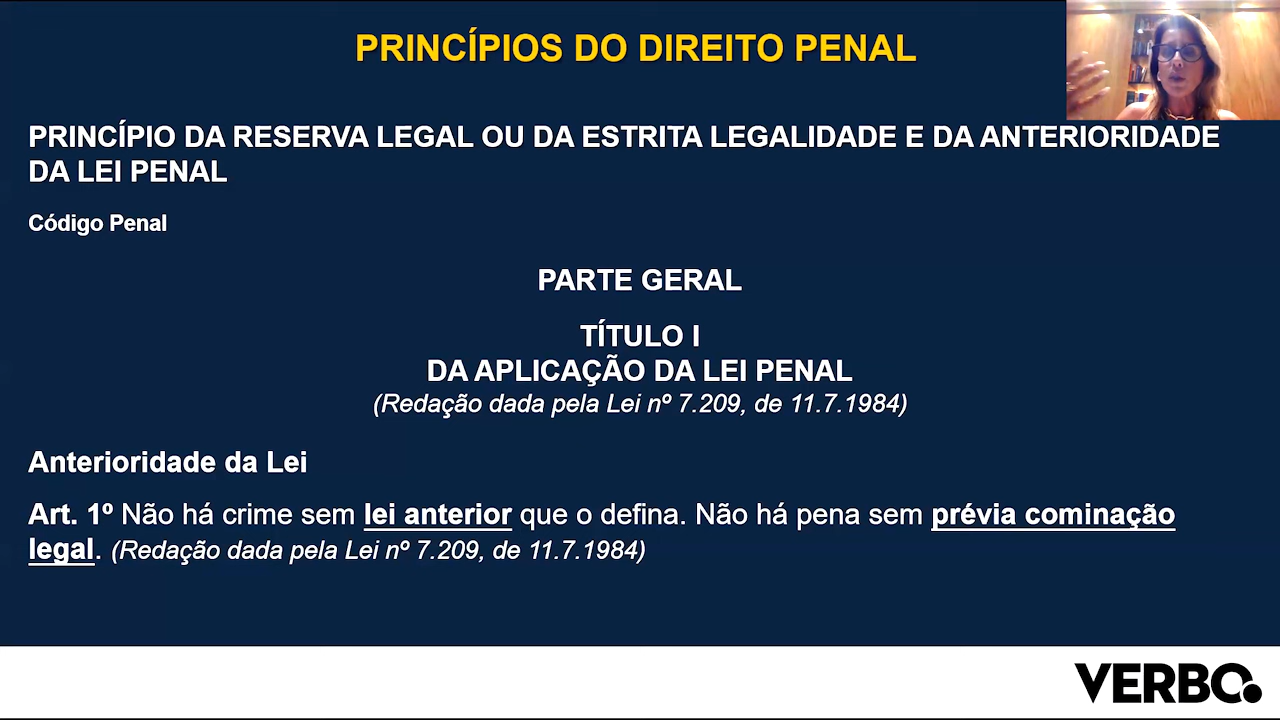 PRINCÍPIOS DO DIREITO PENAL
PRINCÍPIO DA RESERVA LEGAL OU DA ESTRITA LEGALIDADE E DA ANTERIORIDADE
DA LEI PENAL
Código Penal
PARTE GERAL
TÍTULO I
DA APLICAÇÃO DA LEI PENAL
(Redação dada pela Lei nº 7.209, de 11.7.1984)
Anterioridade da Lei
Art. 1º Não há crime sem lei anterior que o defina. Não há pena sem prévia cominação
legal. (Redação dada pela Lei nº 7.209, de 11.7.1984)
VERBO.